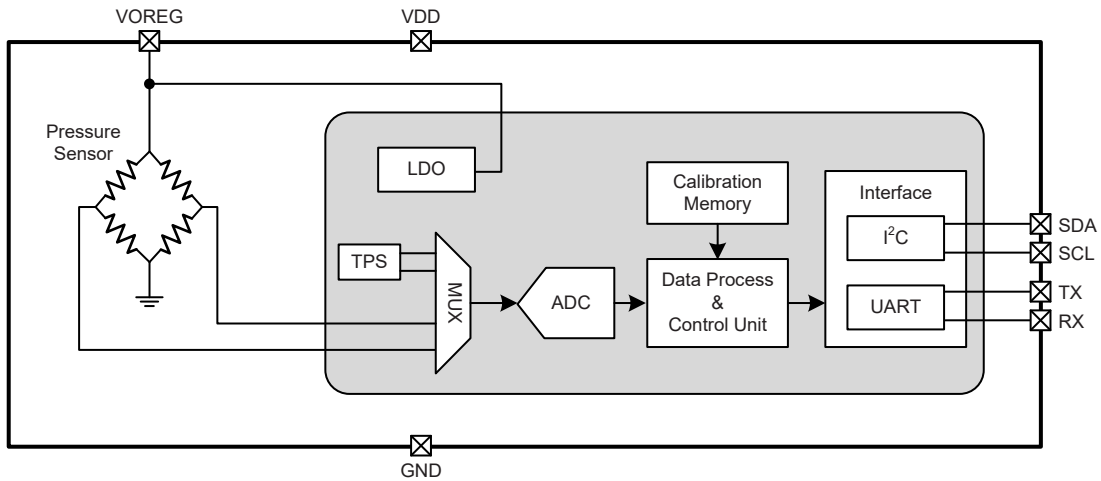 VOREG
VDD
Pressure
Sensor
LDO
Calibration
Memory
Interface
I²C
SDA
SCL
TPS
MUX
ADC
Data Process
&
Control Unit
UART
TX
RX
GND